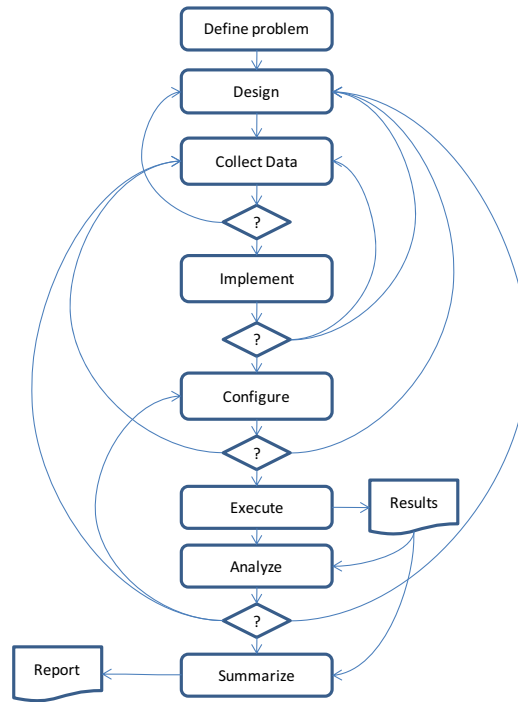 Define problem
Design
Collect Data
?
Implement
?
Configure
?
Execute
Results
Analyze
?
Report
Summarize